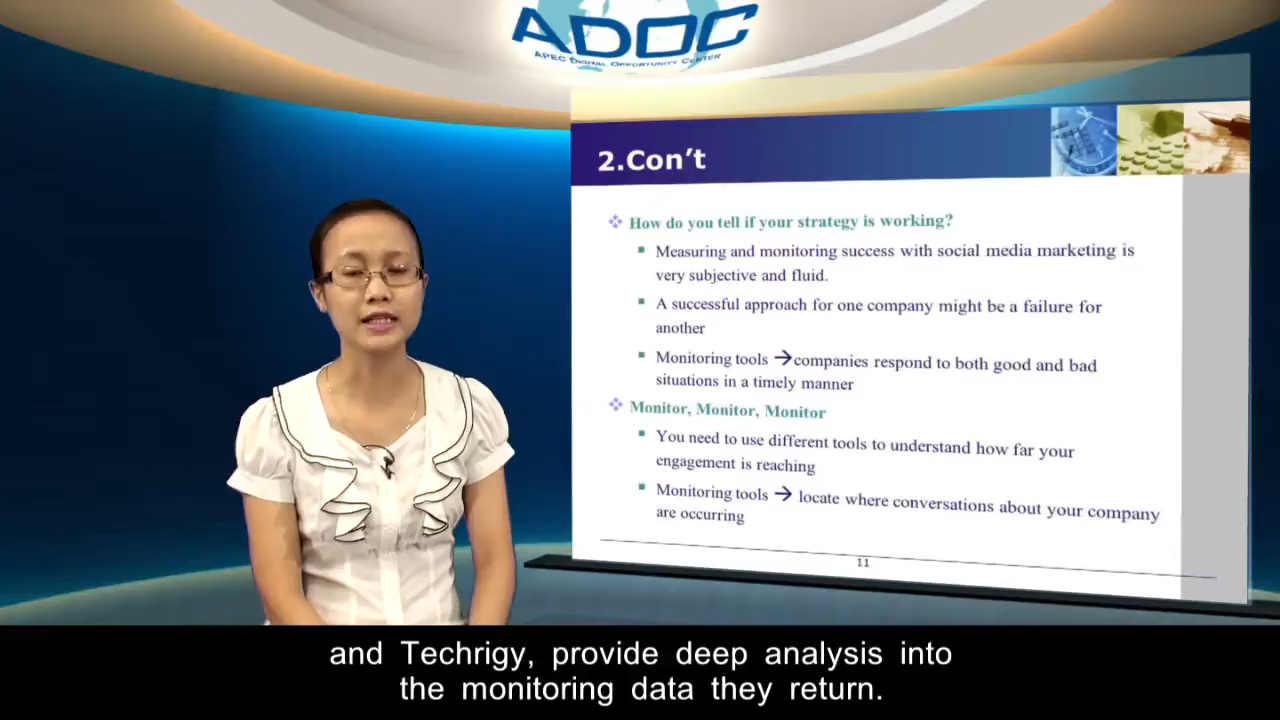 ADOC
APEC DIGITAL OPPORTUNITY CENTER
2.Con't
How do you tell if your strategy is working?
Measuring and monitoring success with social media marketing is
very subjective and fluid.
A successful approach for one company might be a failure for
another
Monitoring tools → companies respond to both good and bad
situations in a timely manner
Monitor, Monitor, Monitor
You need to use different tools to understand how far your
engagement is reaching
Monitoring tools → locate where conversations about your company
are occurring
11
and Techrigy, provide deep analysis into
the monitoring data they return.